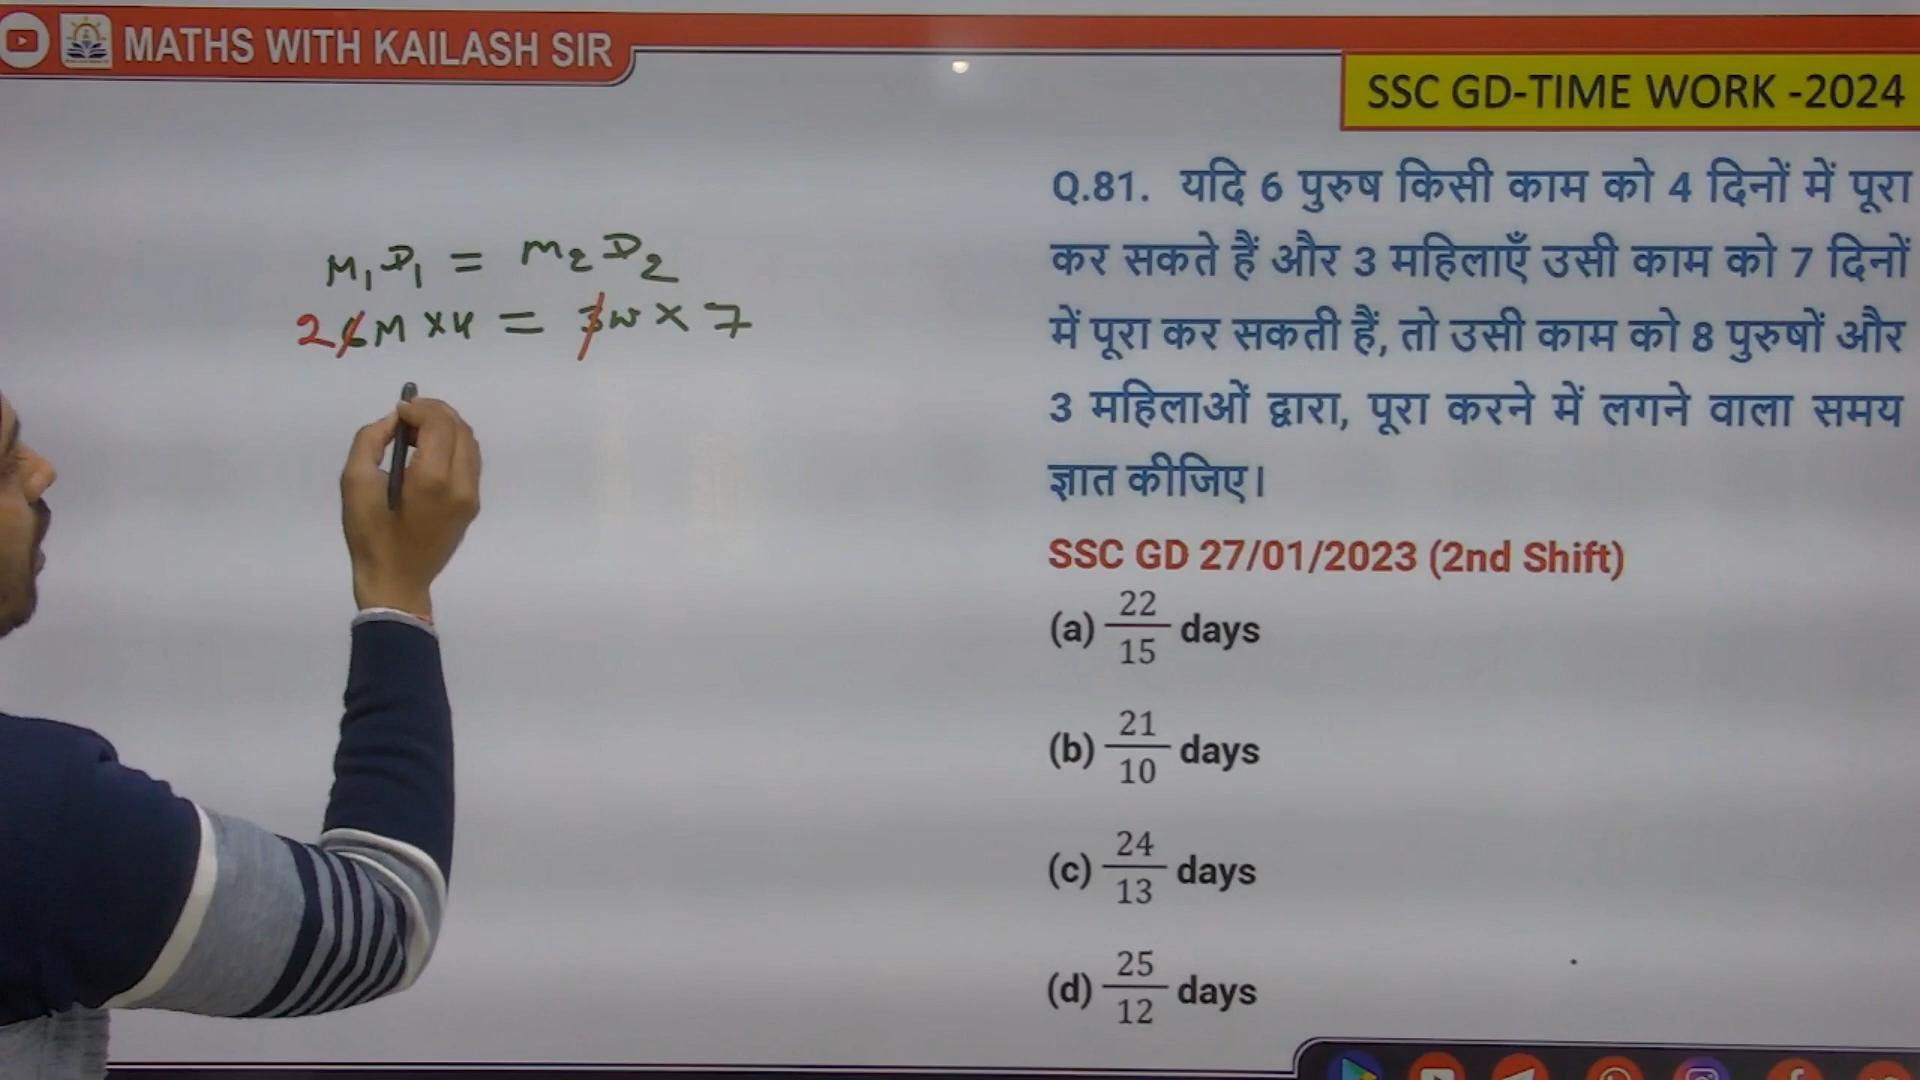 MATHS WITH KAILASH SIR
SSC GD-TIME WORK -2024
M₁D₁ = M₂D₂
2 6M×4 = 3W×7
Q.81. यदि 6 पुरुष किसी काम को 4 दिनों में पूरा
कर सकते हैं और 3 महिलाएँ उसी काम को 7 दिनों
में पूरा कर सकती हैं, तो उसी काम को 8 पुरुषों और
3 महिलाओं द्वारा, पूरा करने में लगने वाला समय
ज्ञात कीजिए।
SSC GD 27/01/2023 (2nd Shift)
(a) 22/15 days
(b) 21/10 days
(c) 24/13 days
(d) 25/12 days